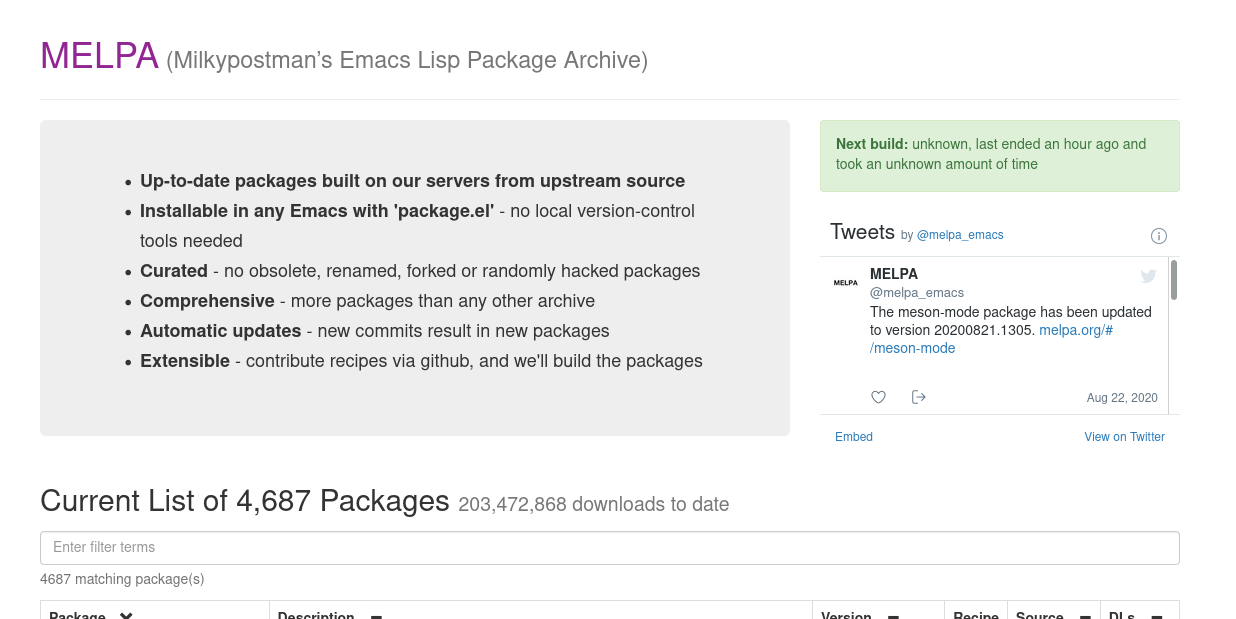 MELPA (Milkypostman’s Emacs Lisp Package Archive)
Up-to-date packages built on our servers from upstream source
Installable in any Emacs with 'package.el' - no local version-control
tools needed
Curated - no obsolete, renamed, forked or randomly hacked packages
Comprehensive - more packages than any other archive
Automatic updates - new commits result in new packages
Extensible - contribute recipes via github, and we'll build the packages
Next build: unknown, last ended an hour ago and
took an unknown amount of time
Tweets by @melpa_emacs
MELPA
MELPA
@melpa_emacs
The meson-mode package has been updated
to version 20200821.1305. melpa.org/#
/meson-mode
Aug 22, 2020
Embed View on Twitter
Current List of 4,687 Packages 203,472,868 downloads to date
Enter filter terms
4687 matching package(s)
Package Description Version Recipe Source DLs